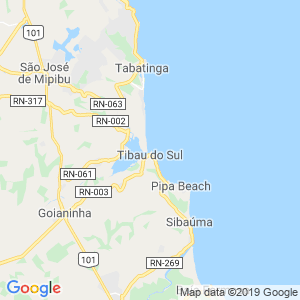 101
São José
de Mipibu
Tabatinga
RN-317
RN-063
RN-002
Tibau do Sul
RN-061
RN-003
Pipa Beach
Goianinha
Sibaúma
101
RN-269
Google
Map data ©2019 Google